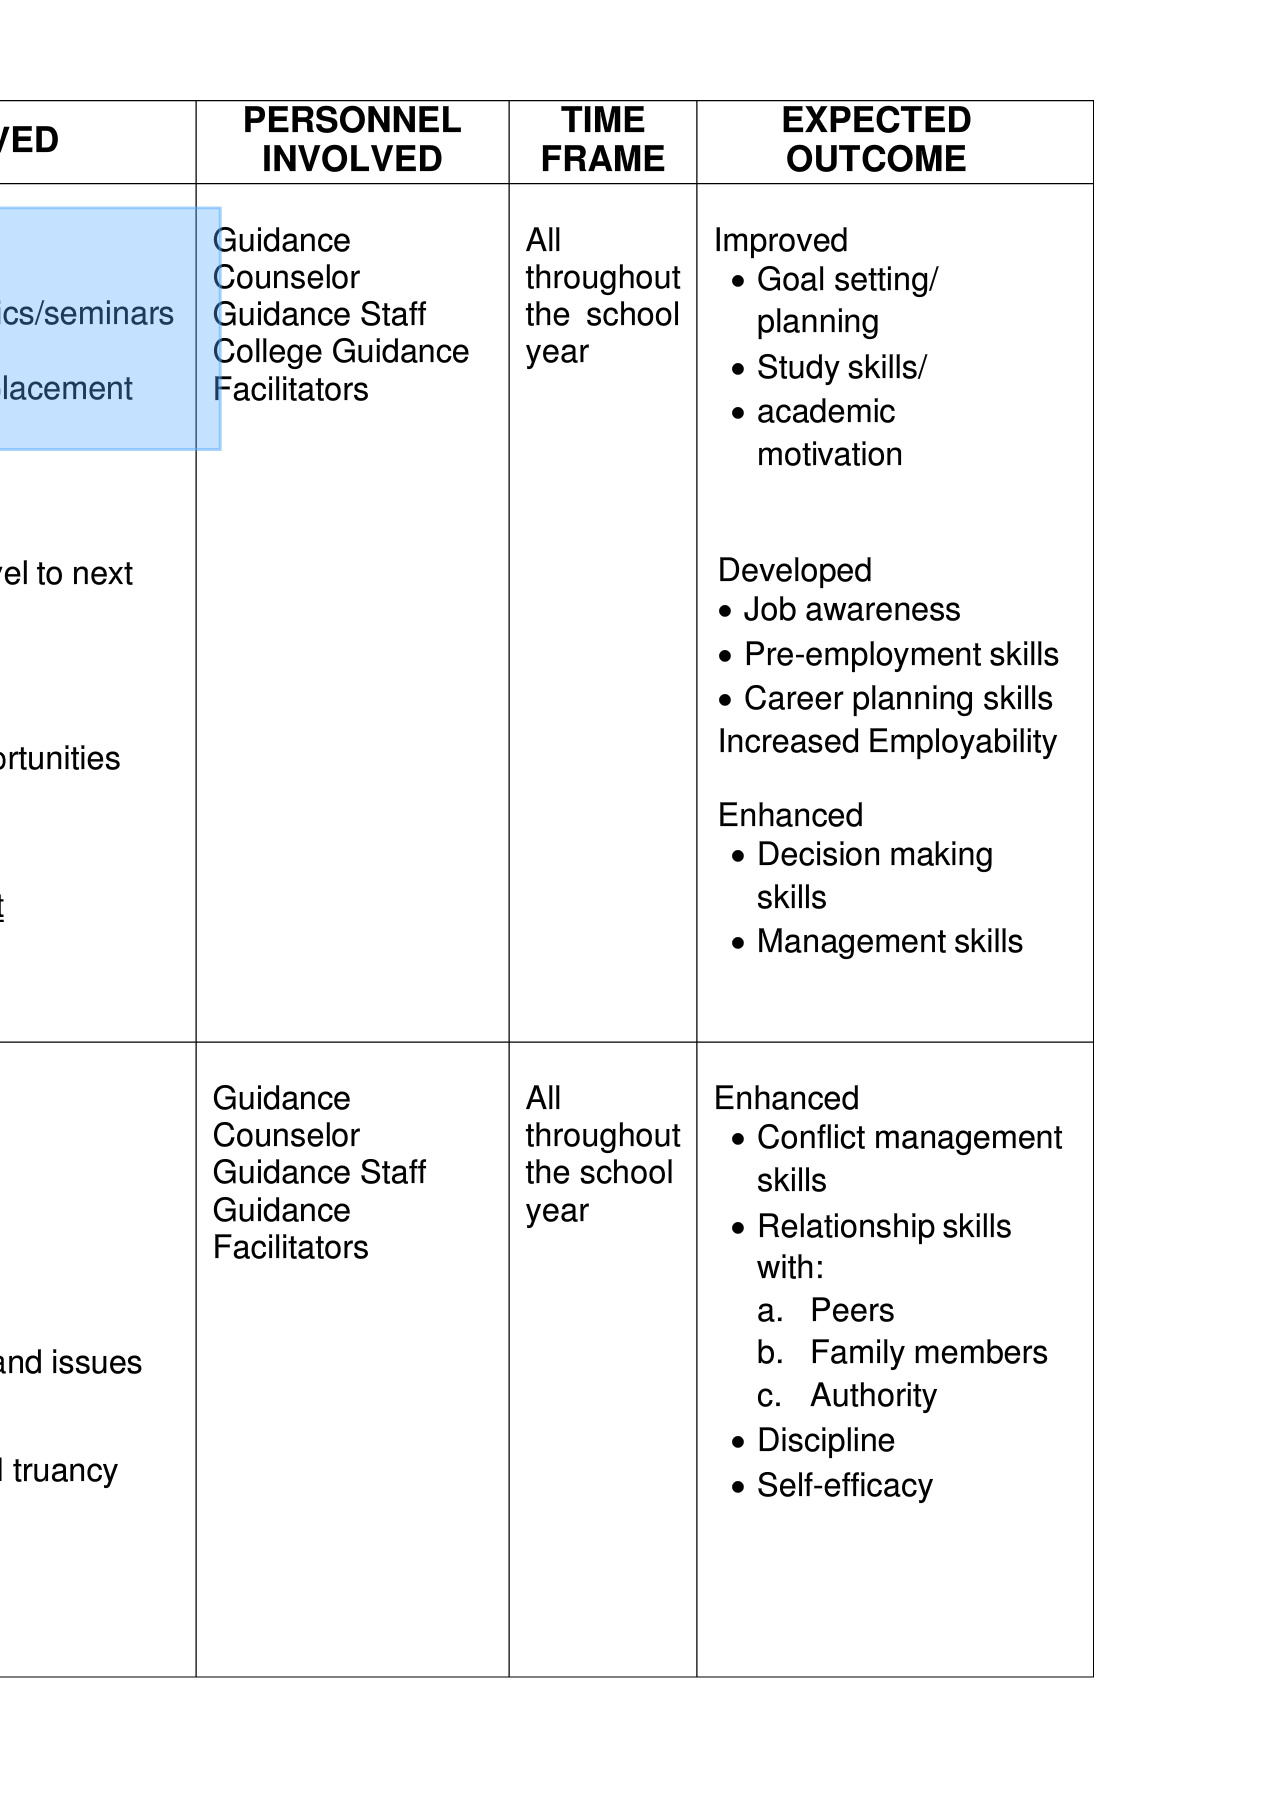 VED
PERSONNEL
INVOLVED
TIME
FRAME
EXPECTED
OUTCOME
ics/seminars
lacement
vel to next
ortunities
t
Guidance
Counselor
Guidance Staff
College Guidance
Facilitators
All
throughout
the school
year
Improved
• Goal setting/
planning
• Study skills/
• academic
motivation
Developed
• Job awareness
• Pre-employment skills
• Career planning skills
Increased Employability
Enhanced
• Decision making
skills
• Management skills
and issues
l truancy
Guidance
Counselor
Guidance Staff
Guidance
Facilitators
All
throughout
the school
year
Enhanced
• Conflict management
skills
• Relationship skills
with:
a. Peers
b. Family members
c. Authority
• Discipline
• Self-efficacy